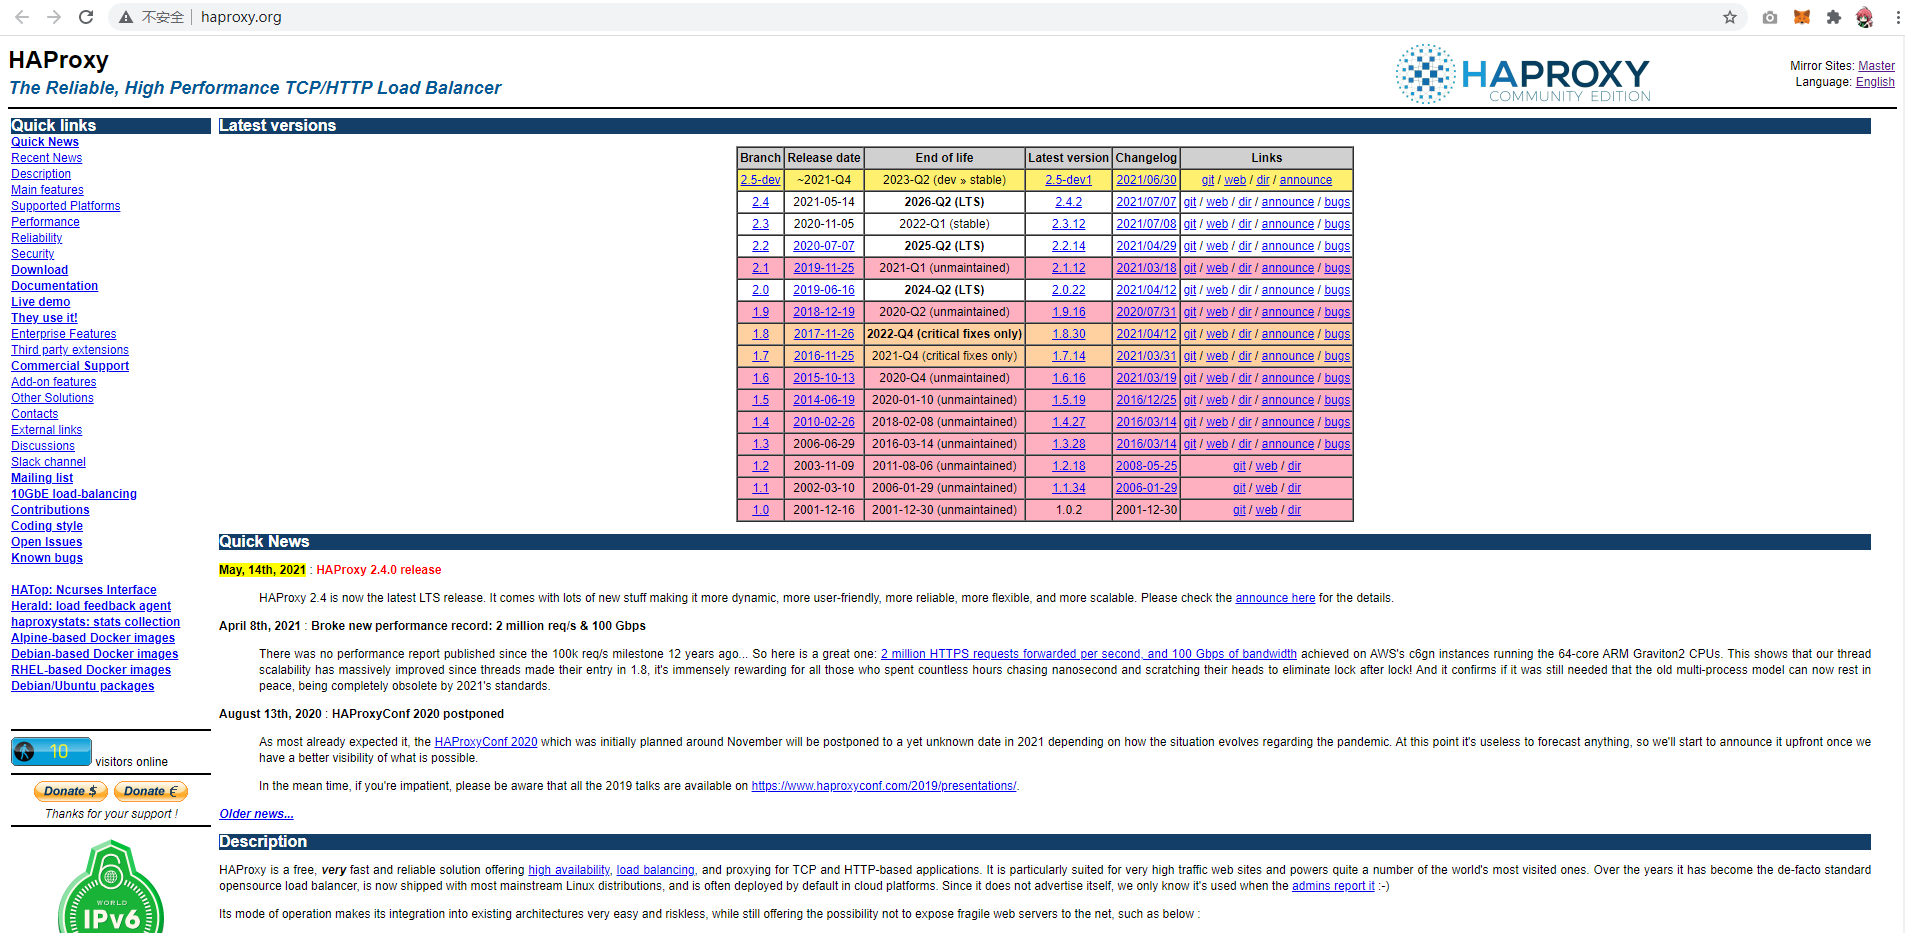 不安全 haproxy.org
HAProxy
The Reliable, High Performance TCP/HTTP Load Balancer
HAPROXY
COMMUNITY EDITION
Mirror Sites: Master
Language: English
Quick links
Quick News
Recent News
Description
Main features
Supported Platforms
Performance
Reliability
Security
Download
Documentation
Live demo
They use it!
Enterprise Features
Third party extensions
Commercial Support
Add-on features
Other Solutions
Contacts
External links
Discussions
Slack channel
Mailing list
10GbE load-balancing
Contributions
Coding style
Open Issues
Known bugs
HATop: Ncurses Interface
Herald: load feedback agent
haproxystats: stats collection
Alpine-based Docker images
Debian-based Docker images
RHEL-based Docker images
Debian/Ubuntu packages
10 visitors online
Donate $ Donate €
Thanks for your support !
WORLD
IPv6
Latest versions
Branch Release date End of life Latest version Changelog Links
2.5-dev ~2021-Q4 2023-Q2 (dev » stable) 2.5-dev1 2021/06/30 git / web / dir / announce
2.4 2021-05-14 2026-Q2 (LTS) 2.4.2 2021/07/07 git / web / dir / announce / bugs
2.3 2020-11-05 2022-Q1 (stable) 2.3.12 2021/07/08 git / web / dir / announce / bugs
2.2 2020-07-07 2025-Q2 (LTS) 2.2.14 2021/04/29 git / web / dir / announce / bugs
2.1 2019-11-25 2021-Q1 (unmaintained) 2.1.12 2021/03/18 git / web / dir / announce / bugs
2.0 2019-06-16 2024-Q2 (LTS) 2.0.22 2021/04/12 git / web / dir / announce / bugs
1.9 2018-12-19 2020-Q2 (unmaintained) 1.9.16 2020/07/31 git / web / dir / announce / bugs
1.8 2017-11-26 2022-Q4 (critical fixes only) 1.8.30 2021/04/12 git / web / dir / announce / bugs
1.7 2016-11-25 2021-Q4 (critical fixes only) 1.7.14 2021/03/31 git / web / dir / announce / bugs
1.6 2015-10-13 2020-Q4 (unmaintained) 1.6.16 2021/03/19 git / web / dir / announce / bugs
1.5 2014-06-19 2020-01-10 (unmaintained) 1.5.19 2016/12/25 git / web / dir / announce / bugs
1.4 2010-02-26 2018-02-08 (unmaintained) 1.4.27 2016/03/14 git / web / dir / announce / bugs
1.3 2006-06-29 2016-03-14 (unmaintained) 1.3.28 2016/03/14 git / web / dir / announce / bugs
1.2 2003-11-09 2011-08-06 (unmaintained) 1.2.18 2008-05-25 git / web / dir
1.1 2002-03-10 2006-01-29 (unmaintained) 1.1.34 2006-01-29 git / web / dir
1.0 2001-12-16 2001-12-30 (unmaintained) 1.0.2 2001-12-30 git / web / dir
Quick News
May, 14th, 2021 : HAProxy 2.4.0 release
HAProxy 2.4 is now the latest LTS release. It comes with lots of new stuff making it more dynamic, more user-friendly, more reliable, more flexible, and more scalable. Please check the announce here for the details.
April 8th, 2021 : Broke new performance record: 2 million req/s & 100 Gbps
There was no performance report published since the 100k req/s milestone 12 years ago... So here is a great one: 2 million HTTPS requests forwarded per second, and 100 Gbps of bandwidth achieved on AWS's c6gn instances running the 64-core ARM Graviton2 CPUs. This shows that our thread
scalability has massively improved since threads made their entry in 1.8, it's immensely rewarding for all those who spent countless hours chasing nanosecond and scratching their heads to eliminate lock after lock! And it confirms if it was still needed that the old multi-process model can now rest in
peace, being completely obsolete by 2021's standards.
August 13th, 2020 : HAProxyConf 2020 postponed
As most already expected it, the HAProxyConf 2020 which was initially planned around November will be postponed to a yet unknown date in 2021 depending on how the situation evolves regarding the pandemic. At this point it's useless to forecast anything, so we'll start to announce it upfront once we
have a better visibility of what is possible.
In the mean time, if you're impatient, please be aware that all the 2019 talks are available on https://www.haproxyconf.com/2019/presentations/.
Older news...
Description
HAProxy is a free, very fast and reliable solution offering high availability, load balancing, and proxying for TCP and HTTP-based applications. It is particularly suited for very high traffic web sites and powers quite a number of the world's most visited ones. Over the years it has become the de-facto standard
opensource load balancer, is now shipped with most mainstream Linux distributions, and is often deployed by default in cloud platforms. Since it does not advertise itself, we only know it's used when the admins report it :-)
Its mode of operation makes its integration into existing architectures very easy and riskless, while still offering the possibility not to expose fragile web servers to the net, such as below :